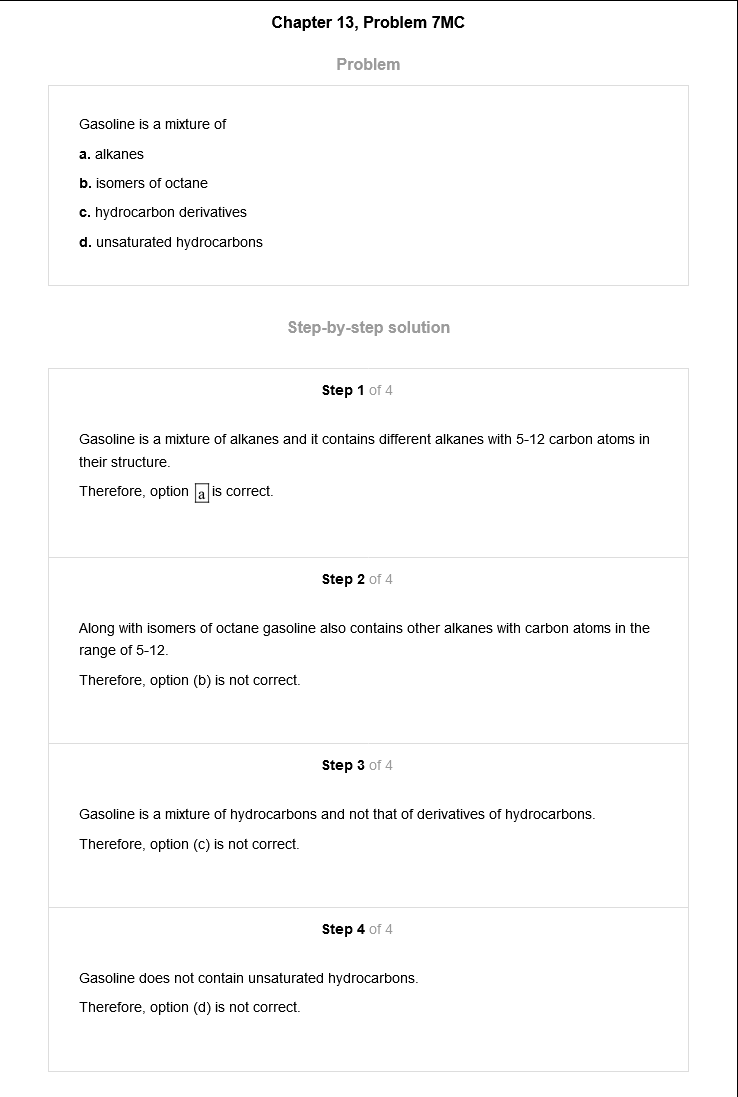 Chapter 13, Problem 7MC
Problem
Gasoline is a mixture of
a. alkanes
b. isomers of octane
c. hydrocarbon derivatives
d. unsaturated hydrocarbons
Step-by-step solution
Step 1 of 4
Gasoline is a mixture of alkanes and it contains different alkanes with 5-12 carbon atoms in
their structure.
Therefore, option a is correct.
Step 2 of 4
Along with isomers of octane gasoline also contains other alkanes with carbon atoms in the
range of 5-12.
Therefore, option (b) is not correct.
Step 3 of 4
Gasoline is a mixture of hydrocarbons and not that of derivatives of hydrocarbons.
Therefore, option (c) is not correct.
Step 4 of 4
Gasoline does not contain unsaturated hydrocarbons.
Therefore, option (d) is not correct.